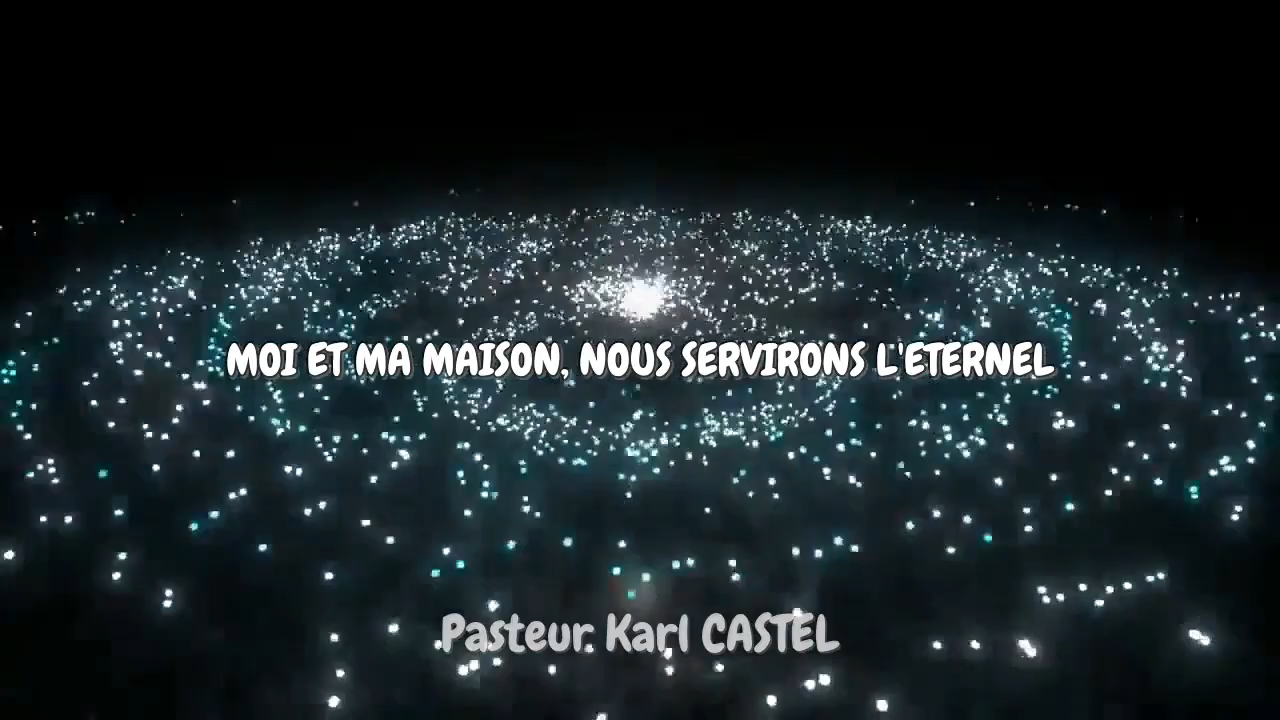 MOI ET MA MAISON, NOUS SERVIRONS L'ETERNEL
Pasteur Karl CASTEL